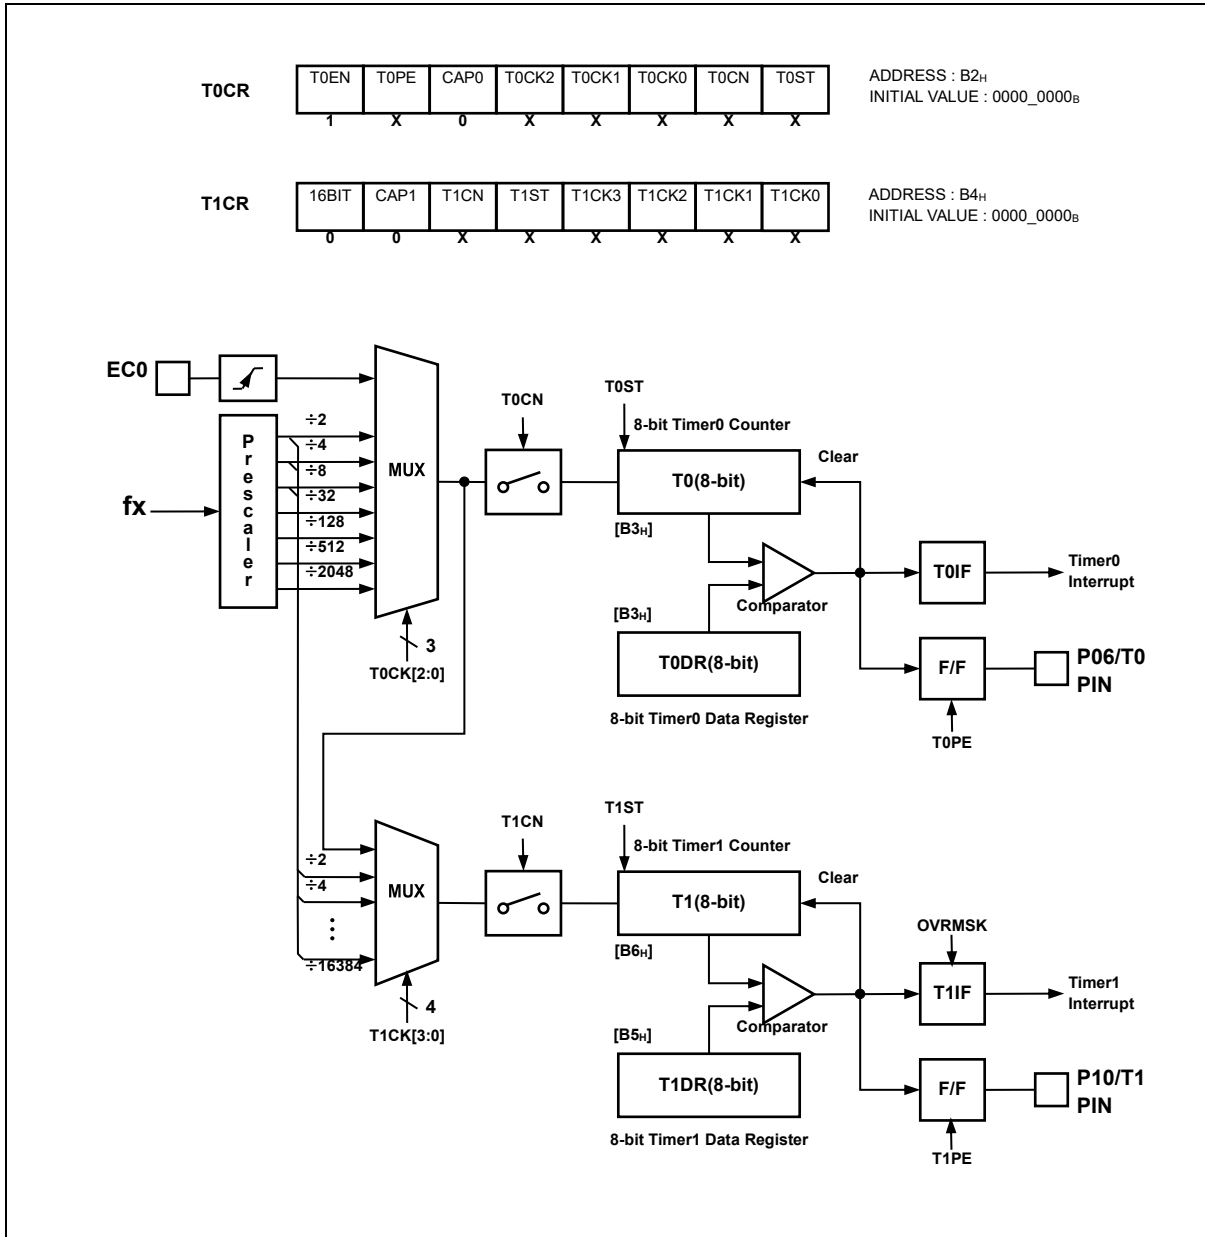 T0CR
T0EN T0PE CAP0 T0CK2 T0CK1 T0CK0 T0CN T0ST
1 X 0 X X X X X
ADDRESS : B2H
INITIAL VALUE : 0000_0000B
T1CR
16BIT CAP1 T1CN T1ST T1CK3 T1CK2 T1CK1 T1CK0
0 0 X X X X X X
ADDRESS : B4H
INITIAL VALUE : 0000_0000B
EC0
fx
Prescaler
÷2
÷4
÷8
÷32
÷128
÷512
÷2048
MUX
3
T0CK[2:0]
T0CN
T0ST
8-bit Timer0 Counter
T0(8-bit)
Clear
[B3H]
Comparator
[B3H]
T0DR(8-bit)
8-bit Timer0 Data Register
T0IF
Timer0
Interrupt
F/F
P06/T0
PIN
T0PE
÷2
÷4
⋮
÷16384
MUX
4
T1CK[3:0]
T1CN
T1ST
8-bit Timer1 Counter
T1(8-bit)
Clear
[B6H]
Comparator
[B5H]
T1DR(8-bit)
8-bit Timer1 Data Register
OVRMSK
T1IF
Timer1
Interrupt
F/F
P10/T1
PIN
T1PE